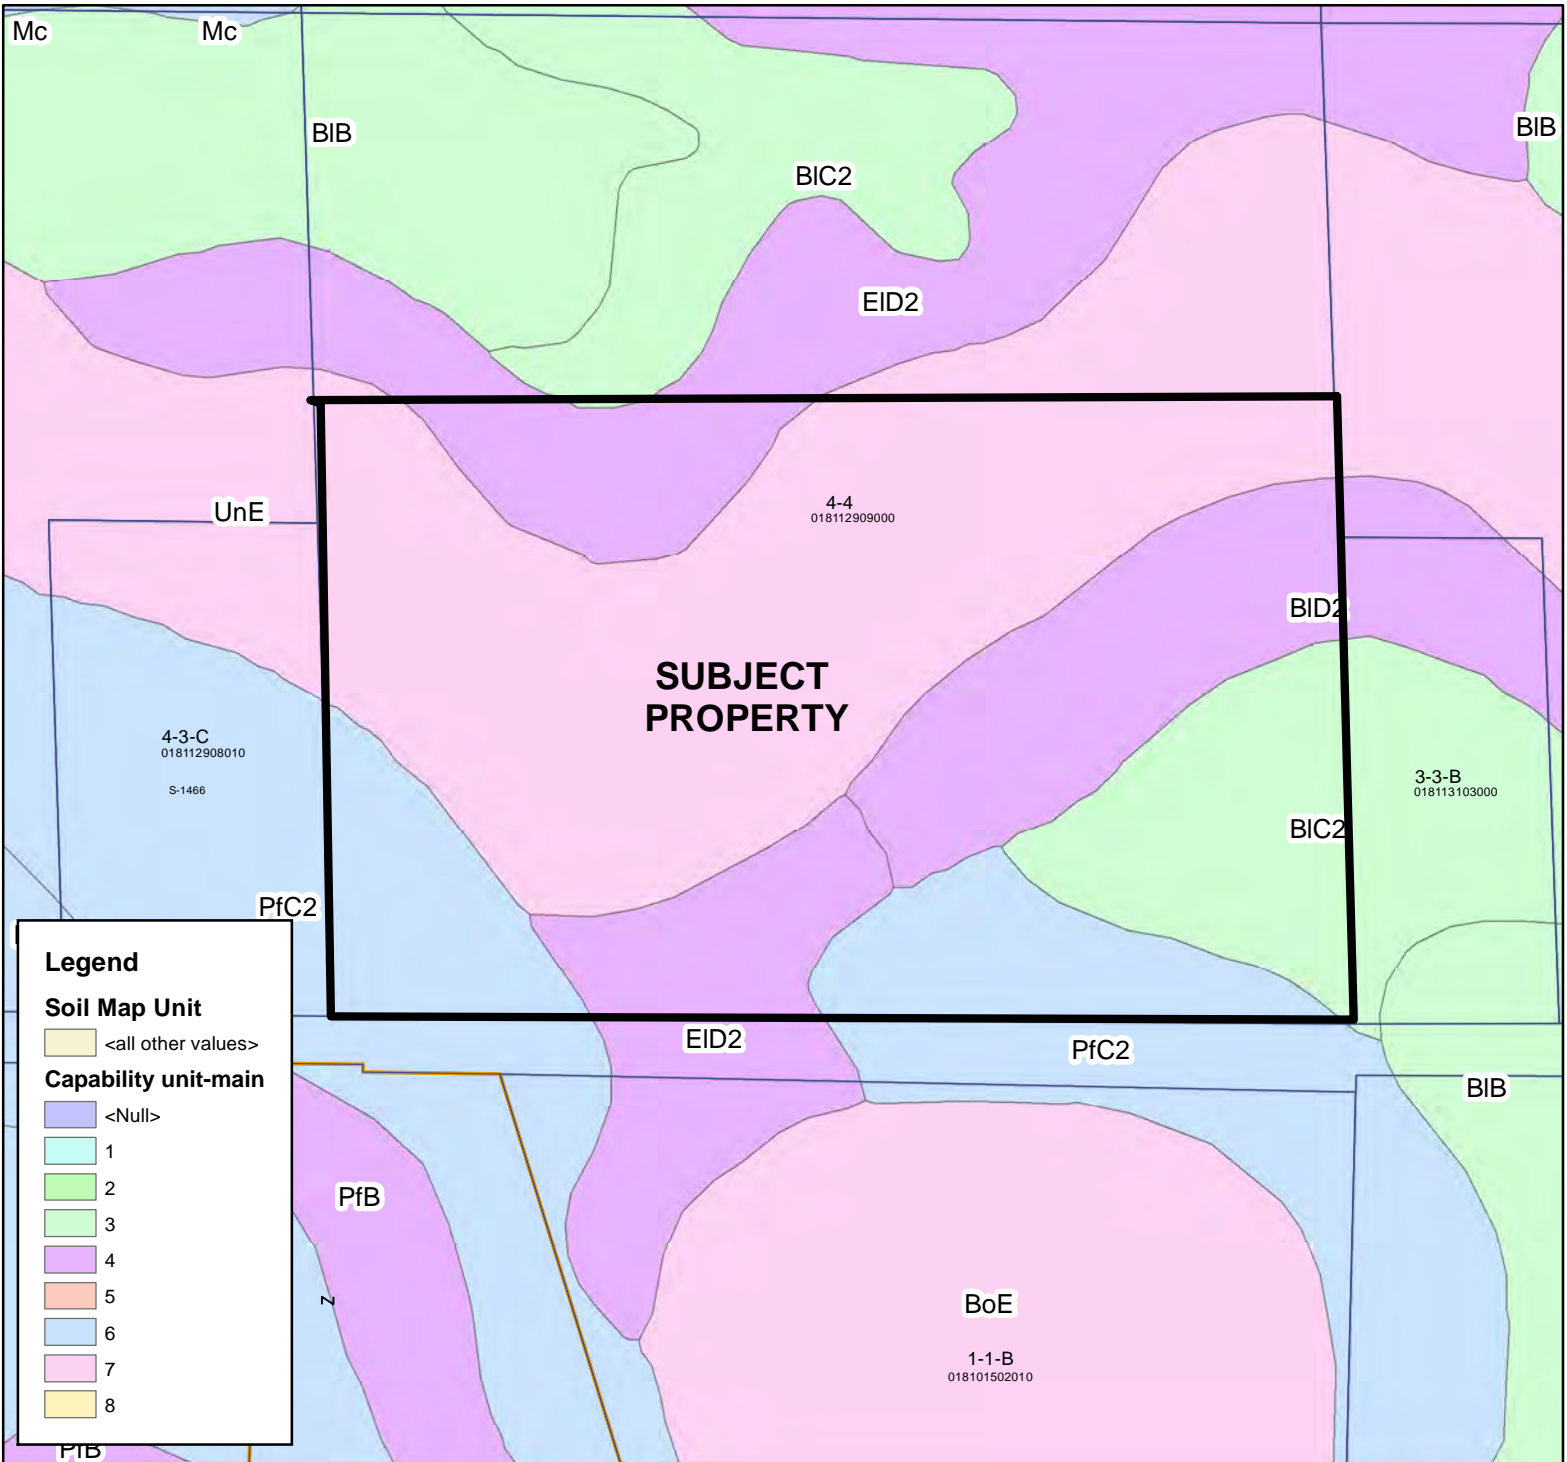 Mc
Mc
BlB
BlB
BlC2
ElD2
4-4
018112909000
UnE
BlD2
SUBJECT
PROPERTY
4-3-C
018112908010
S-1466
3-3-B
018113103000
BlC2
PfC2
ElD2
PfC2
BlB
PfB
Z
BoE
1-1-B
018101502010
Legend
Soil Map Unit
<all other values>
Capability unit-main
<Null>
1
2
3
4
5
6
7
8
PfB